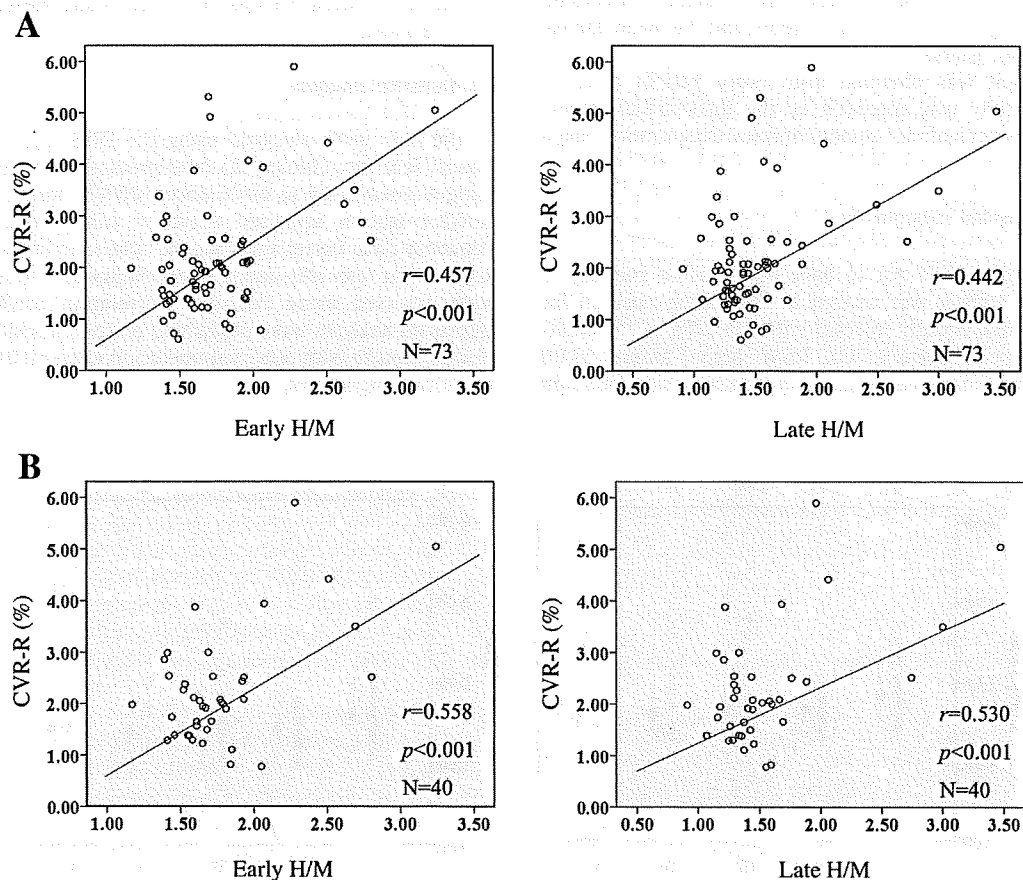 A
6.00
5.00
4.00
3.00
2.00
1.00
0.00
CVR-R (%)
r=0.457
p<0.001
N=73
1.00 1.50 2.00 2.50 3.00 3.50
Early H/M
6.00
5.00
4.00
3.00
2.00
1.00
0.00
CVR-R (%)
r=0.442
p<0.001
N=73
0.50 1.00 1.50 2.00 2.50 3.00 3.50
Late H/M
B
6.00
5.00
4.00
3.00
2.00
1.00
0.00
CVR-R (%)
r=0.558
p<0.001
N=40
1.00 1.50 2.00 2.50 3.00 3.50
Early H/M
6.00
5.00
4.00
3.00
2.00
1.00
0.00
CVR-R (%)
r=0.530
p<0.001
N=40
0.50 1.00 1.50 2.00 2.50 3.00 3.50
Late H/M